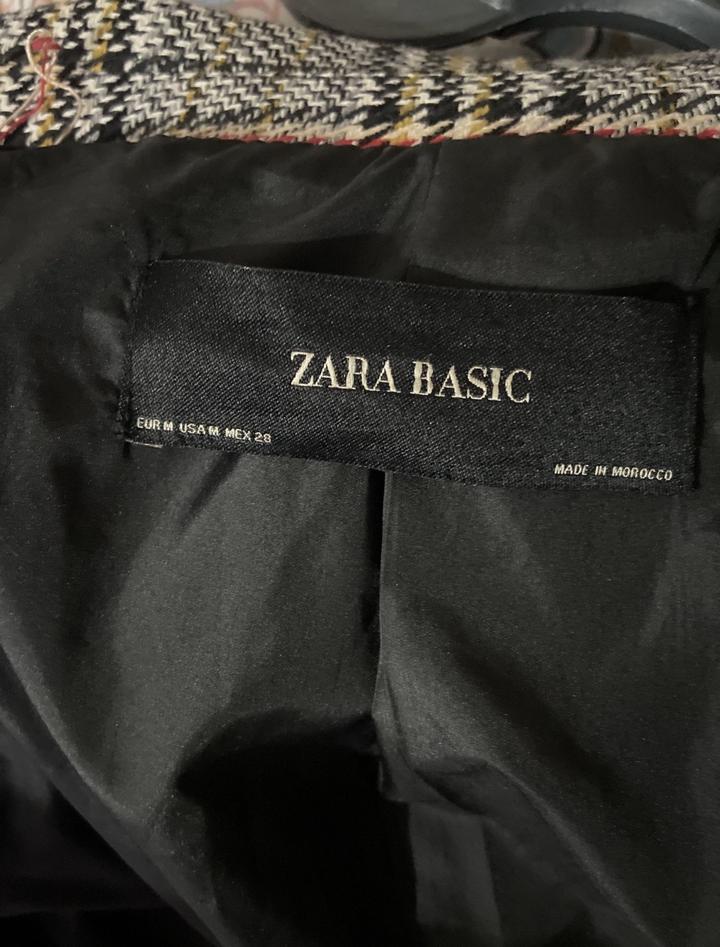 ZARA BASIC
EUR M USA M MEX 28
MADE IN MOROCCO